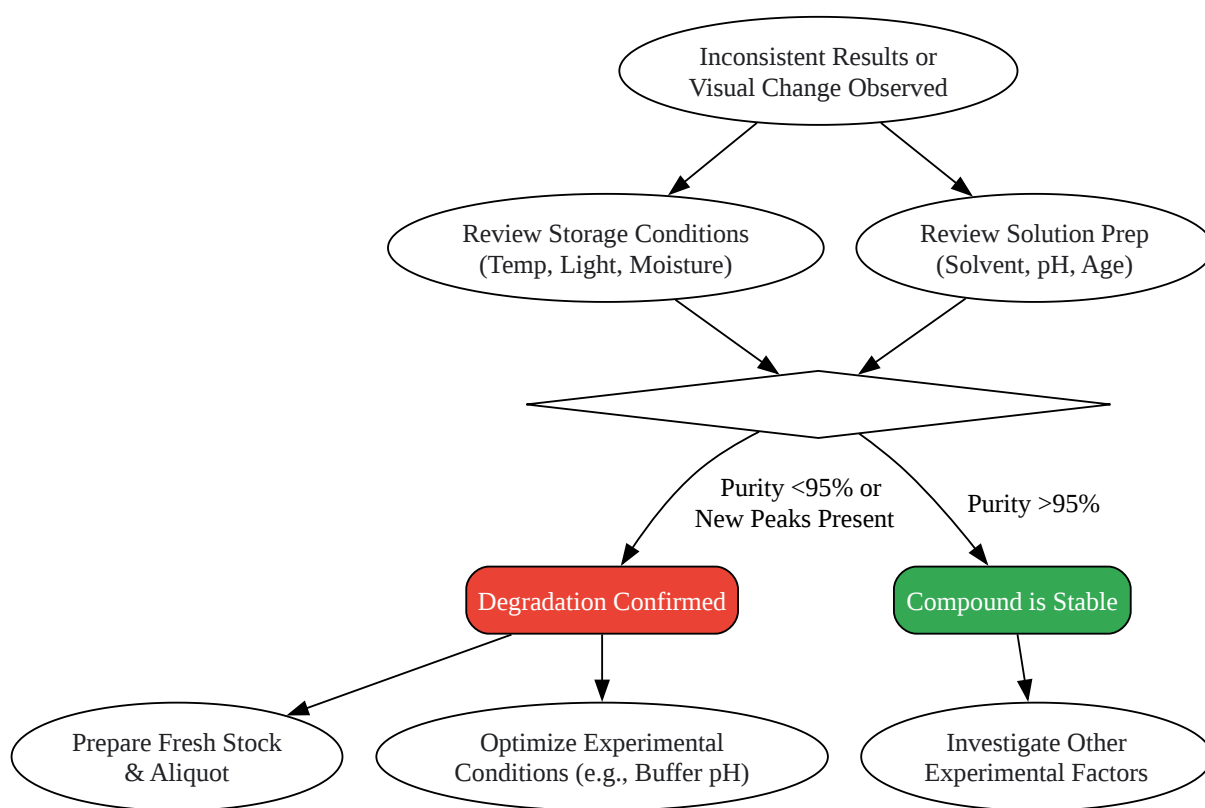 Inconsistent Results or
Visual Change Observed
Review Storage Conditions
(Temp, Light, Moisture)
Review Solution Prep
(Solvent, pH, Age)
Purity <95% or
New Peaks Present
Purity >95%
Degradation Confirmed
Compound is Stable
Prepare Fresh Stock
& Aliquot
Optimize Experimental
Conditions (e.g., Buffer pH)
Investigate Other
Experimental Factors